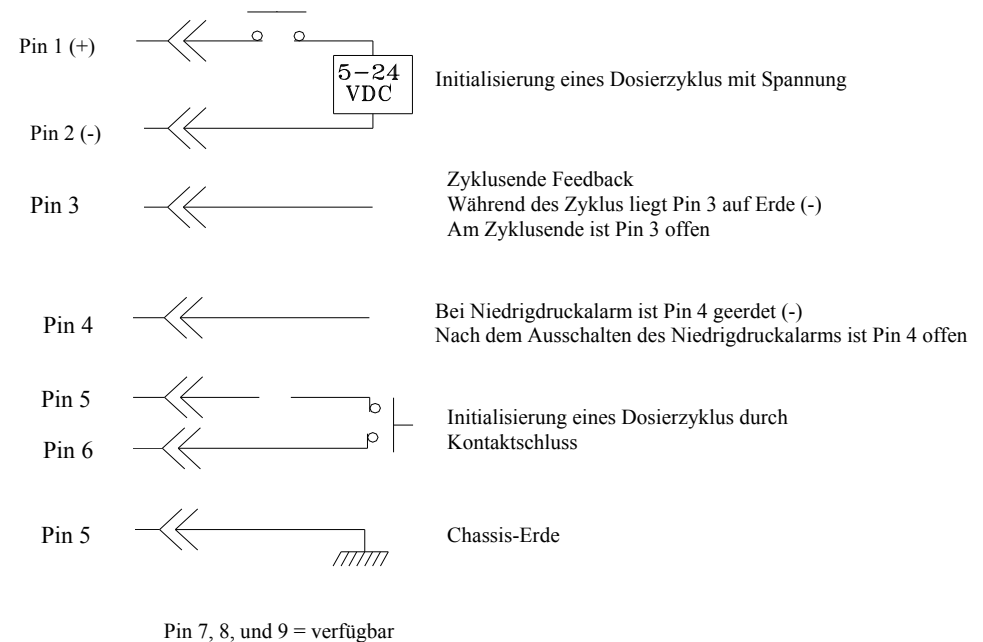 Pin 1 (+)
5-24
VDC
Initialisierung eines Dosierzyklus mit Spannung
Pin 2 (-)
Pin 3
Zyklusende Feedback
Während des Zyklus liegt Pin 3 auf Erde (-)
Am Zyklusende ist Pin 3 offen
Pin 4
Bei Niedrigdruckalarm ist Pin 4 geerdet (-)
Nach dem Ausschalten des Niedrigdruckalarms ist Pin 4 offen
Pin 5
Pin 6
Initialisierung eines Dosierzyklus durch
Kontaktschluss
Pin 5
Chassis-Erde
Pin 7, 8, und 9 = verfügbar